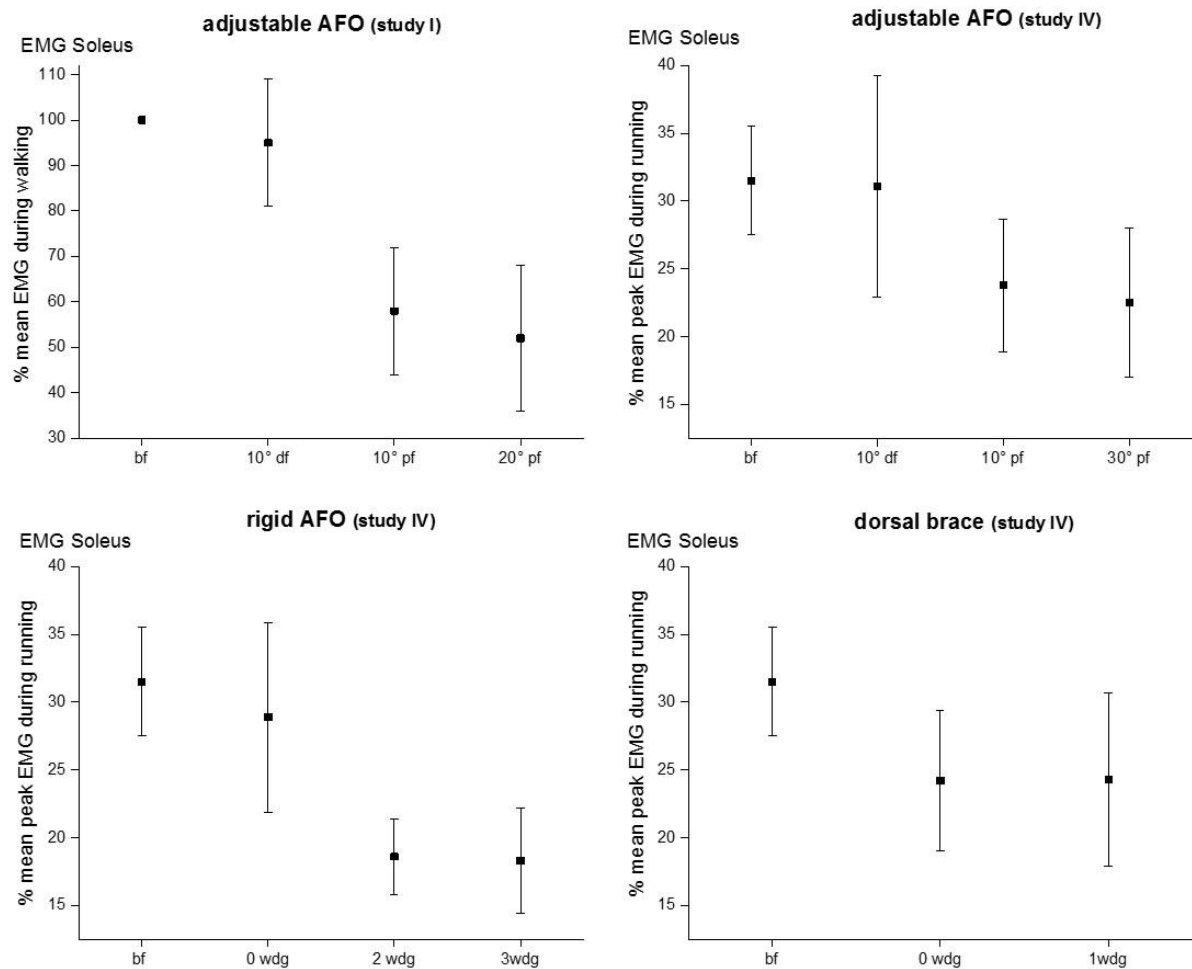 adjustable AFO (study I)
EMG Soleus
% mean EMG during walking
110
100
90
80
70
60
50
40
30
bf
10° df
10° pf
20° pf
adjustable AFO (study IV)
EMG Soleus
% mean peak EMG during running
40
35
30
25
20
15
bf
10° df
10° pf
30° pf
rigid AFO (study IV)
EMG Soleus
% mean peak EMG during running
40
35
30
25
20
15
bf
0 wdg
2 wdg
3wdg
dorsal brace (study IV)
EMG Soleus
% mean peak EMG during running
40
35
30
25
20
15
bf
0 wdg
1wdg